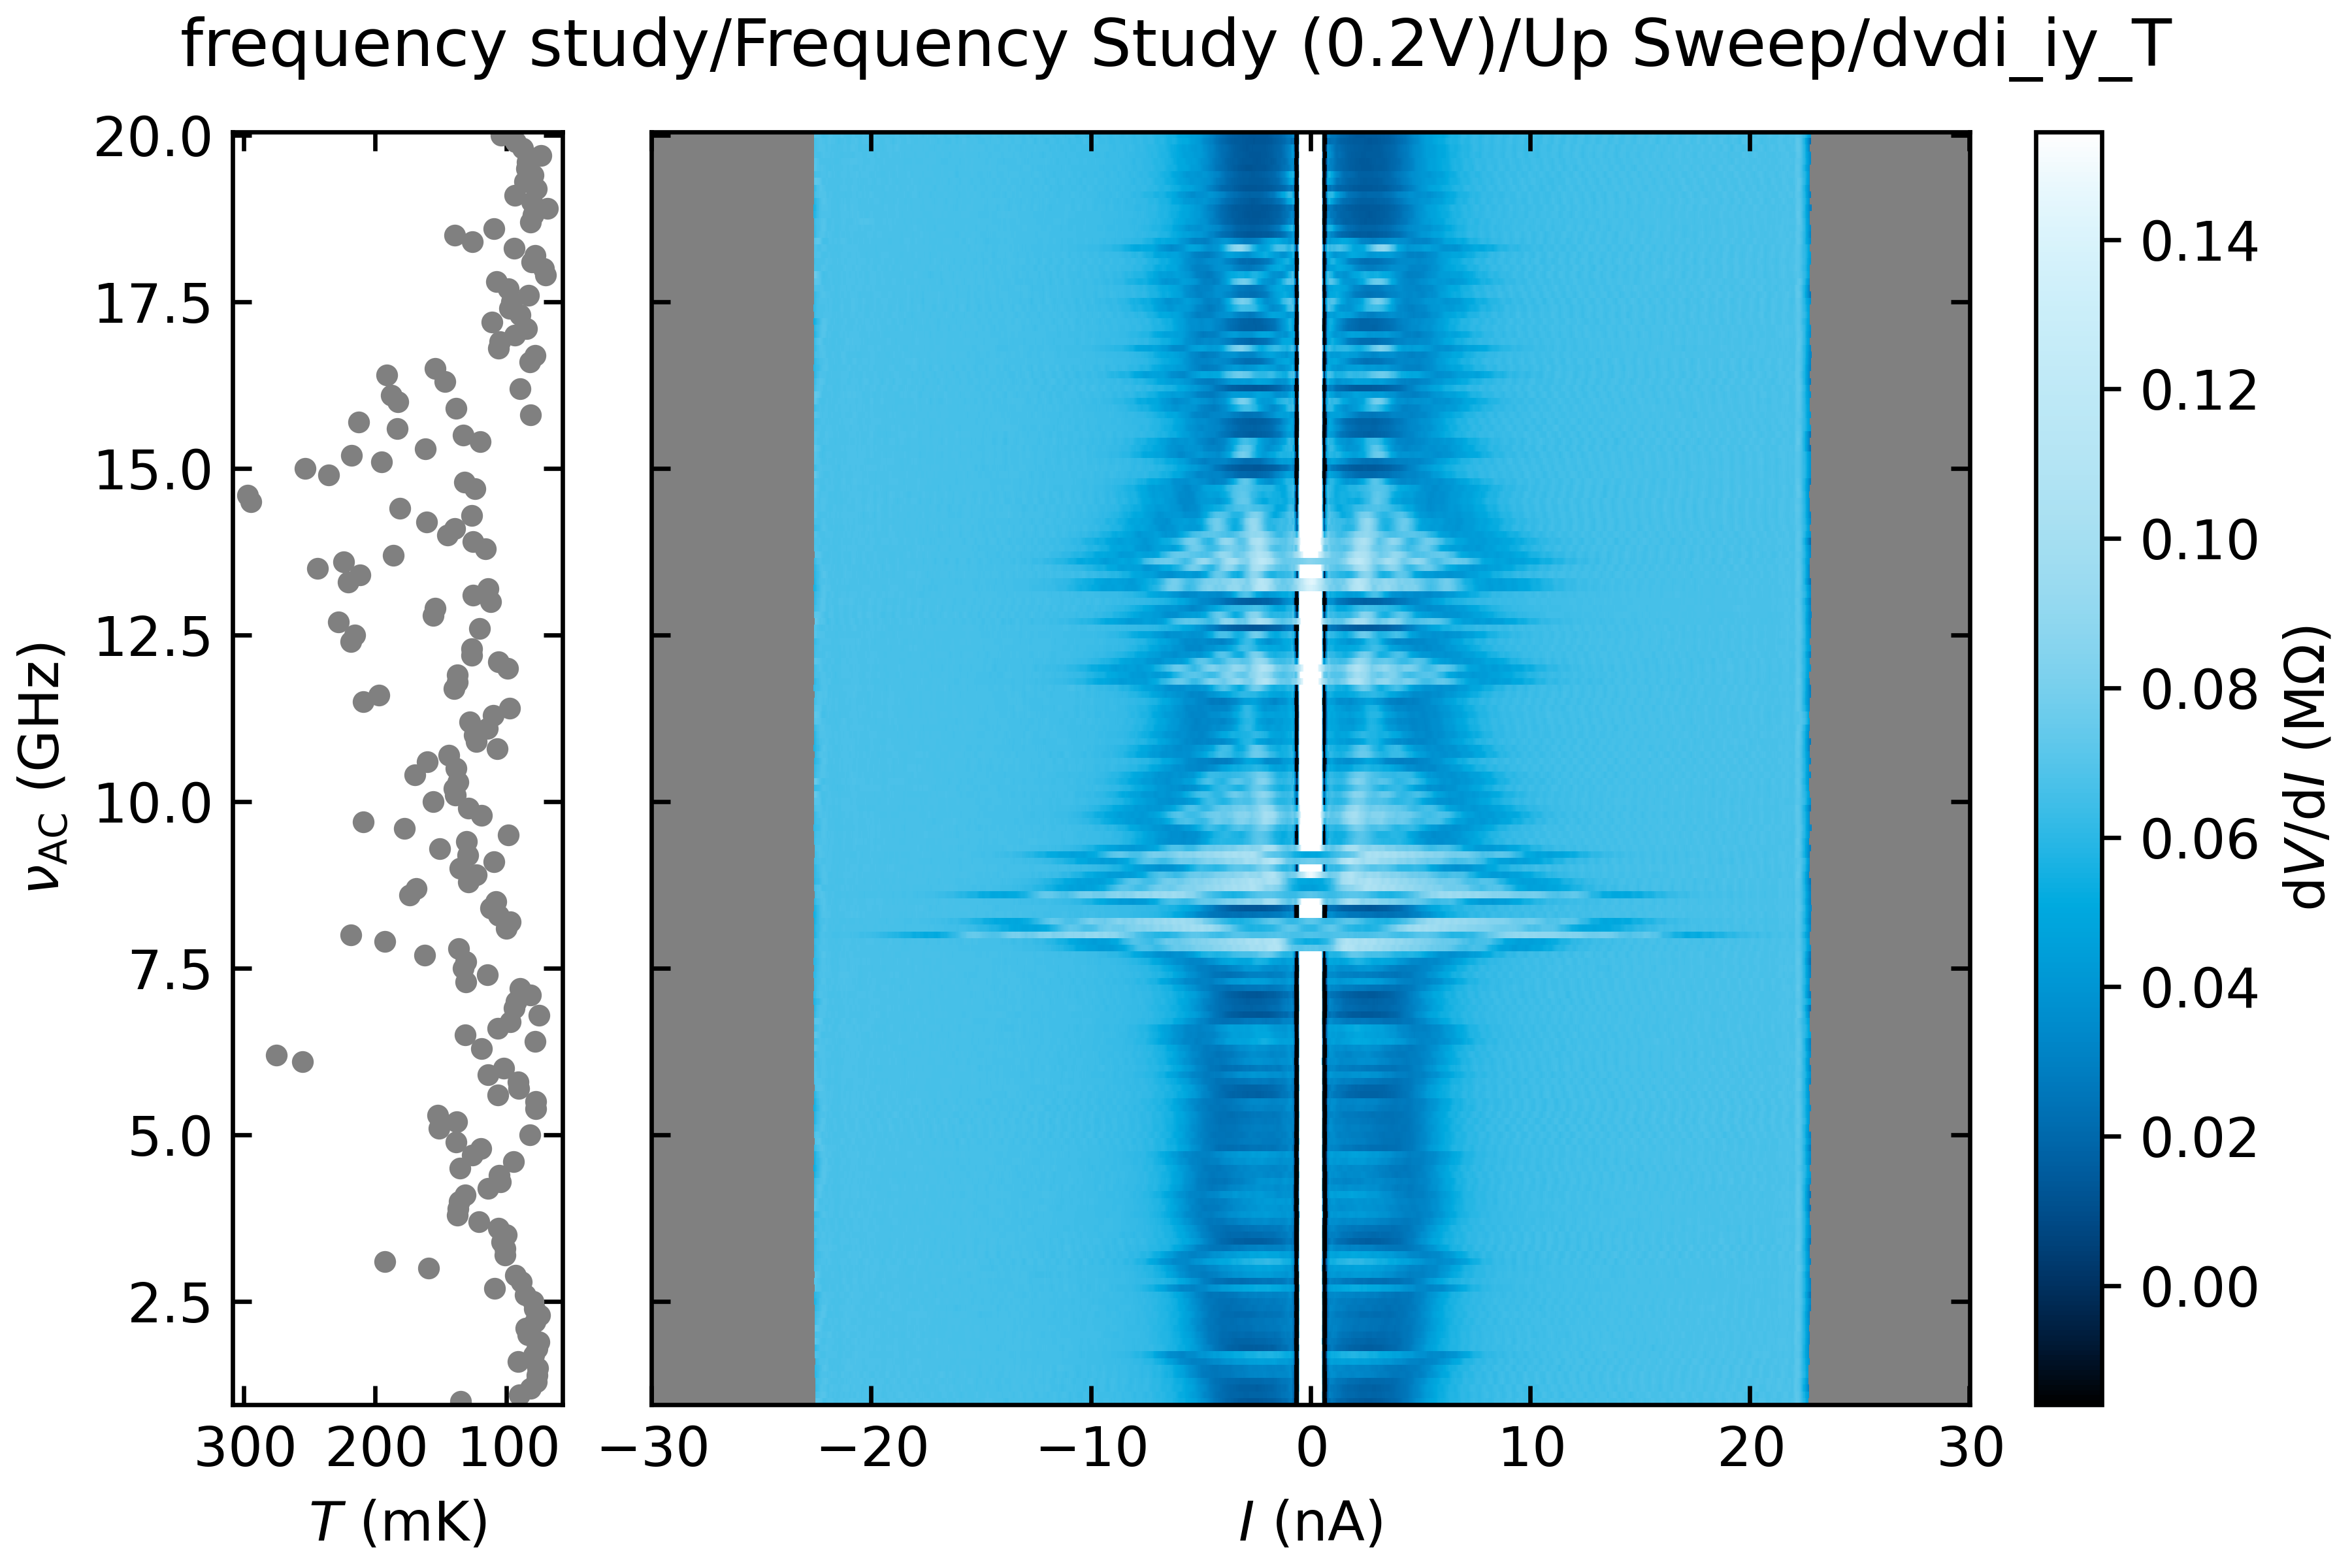 frequency study/Frequency Study (0.2V)/Up Sweep/dvdi_iy_T
20.0
17.5
15.0
12.5
10.0
7.5
5.0
2.5
ν_AC (GHz)
300 200 100
T (mK)
−30 −20 −10 0 10 20 30
I (nA)
0.14
0.12
0.10
0.08
0.06
0.04
0.02
0.00
dV/dI (MΩ)